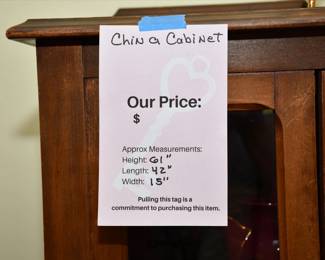 China Cabinet
Our Price:
$
Approx Measurements:
Height: 61"
Length: 42"
Width: 15"
Pulling this tag is a
commitment to purchasing this item.